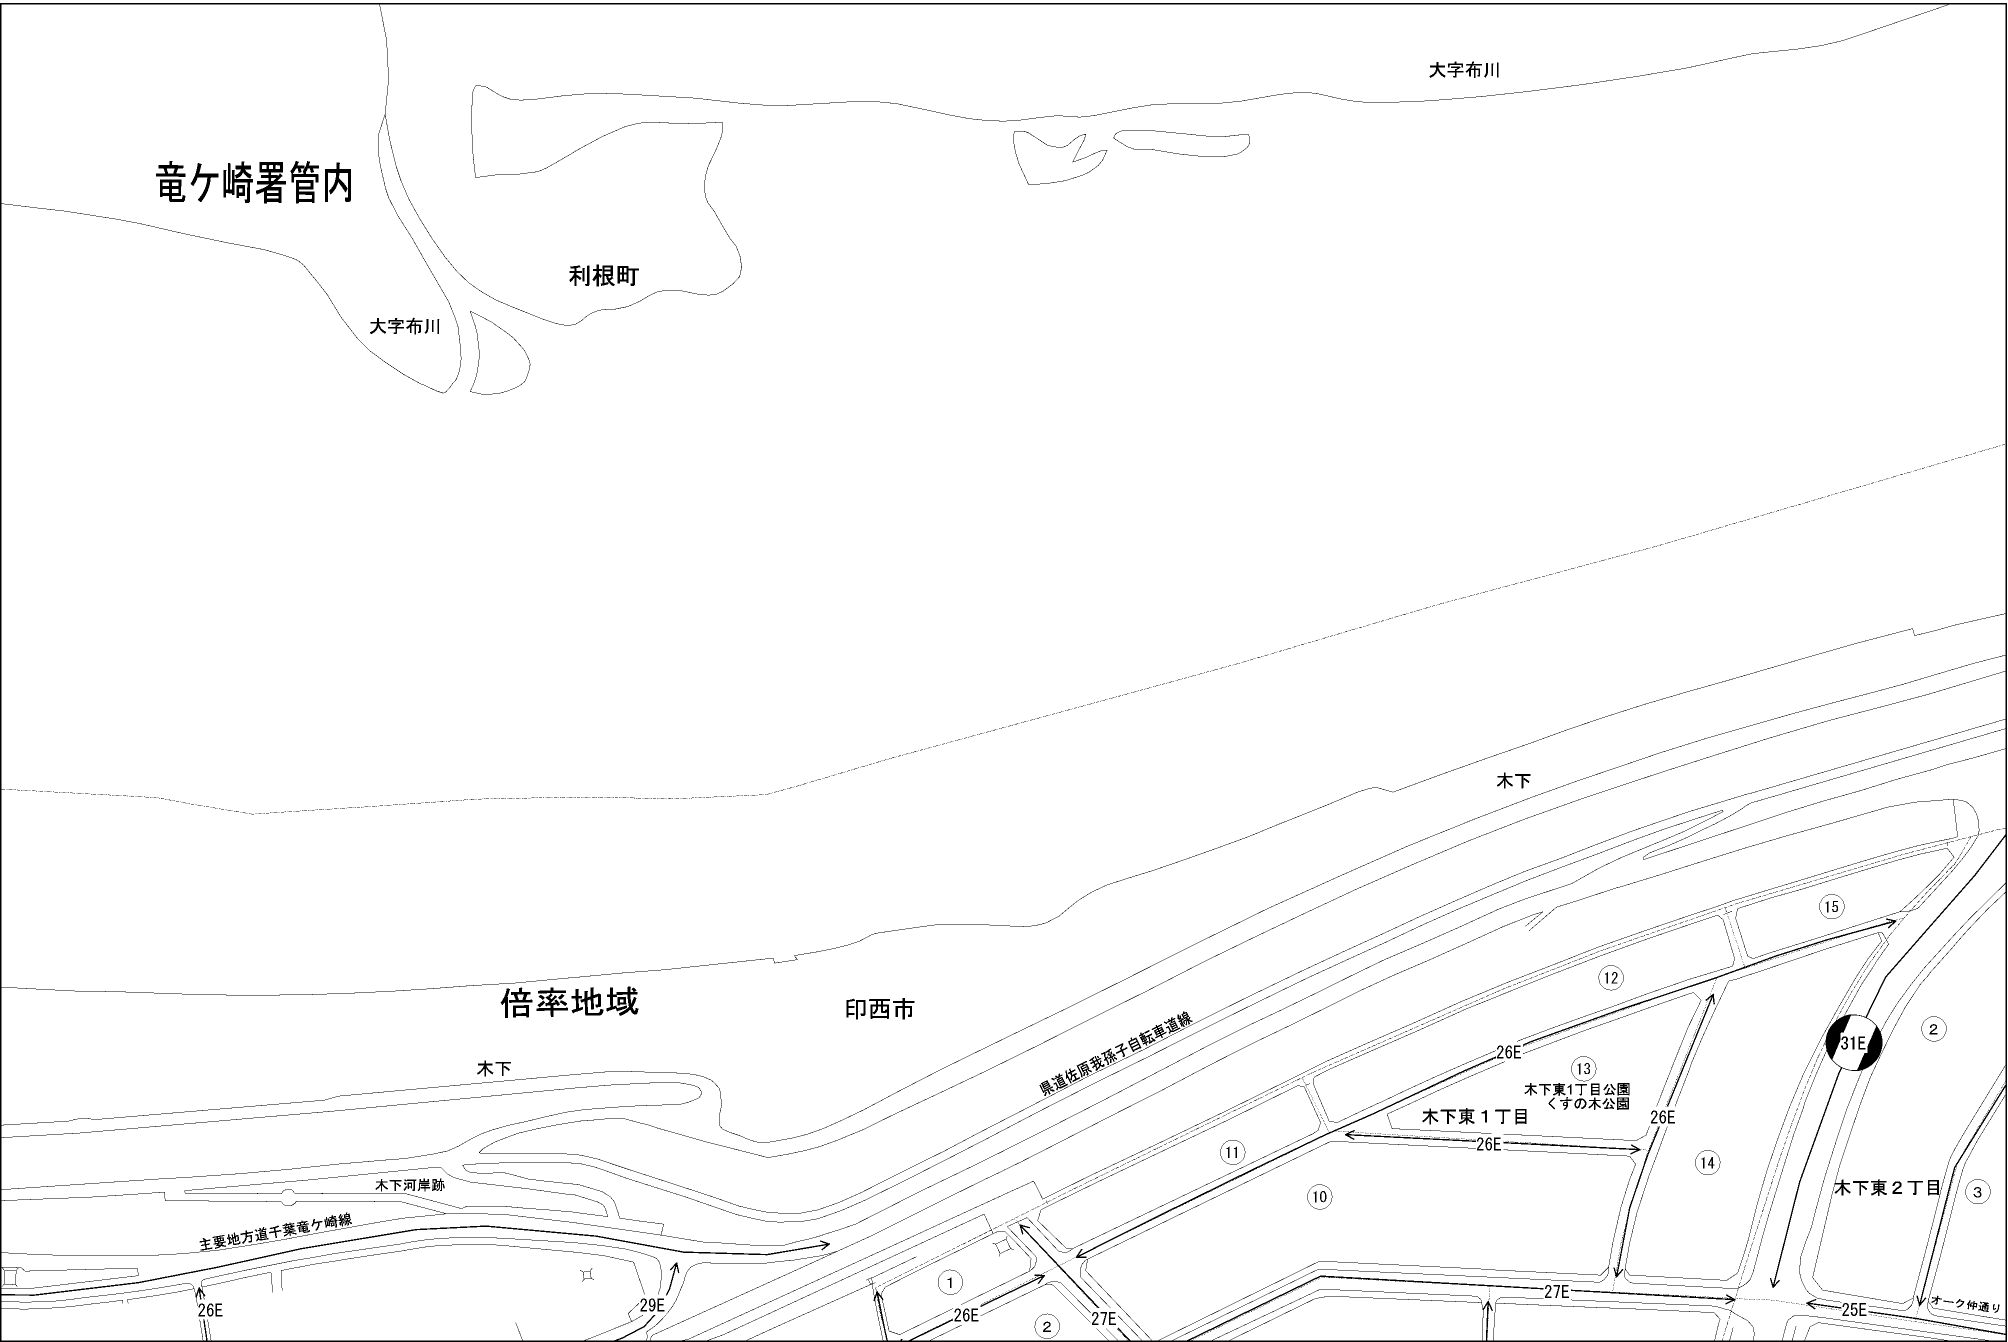 大字布川
竜ケ崎署管内
利根町
大字布川
木下
倍率地域
印西市
木下
県道佐原我孫子自転車道線
木下河岸跡
主要地方道千葉竜ケ崎線
15
12
26E
31E
2
13
木下東1丁目公園
くすの木公園
木下東1丁目
26E
26E
11
14
10
木下東2丁目
3
1
26E
29E
26E
2
27E
27E
25E
オーク仲通り